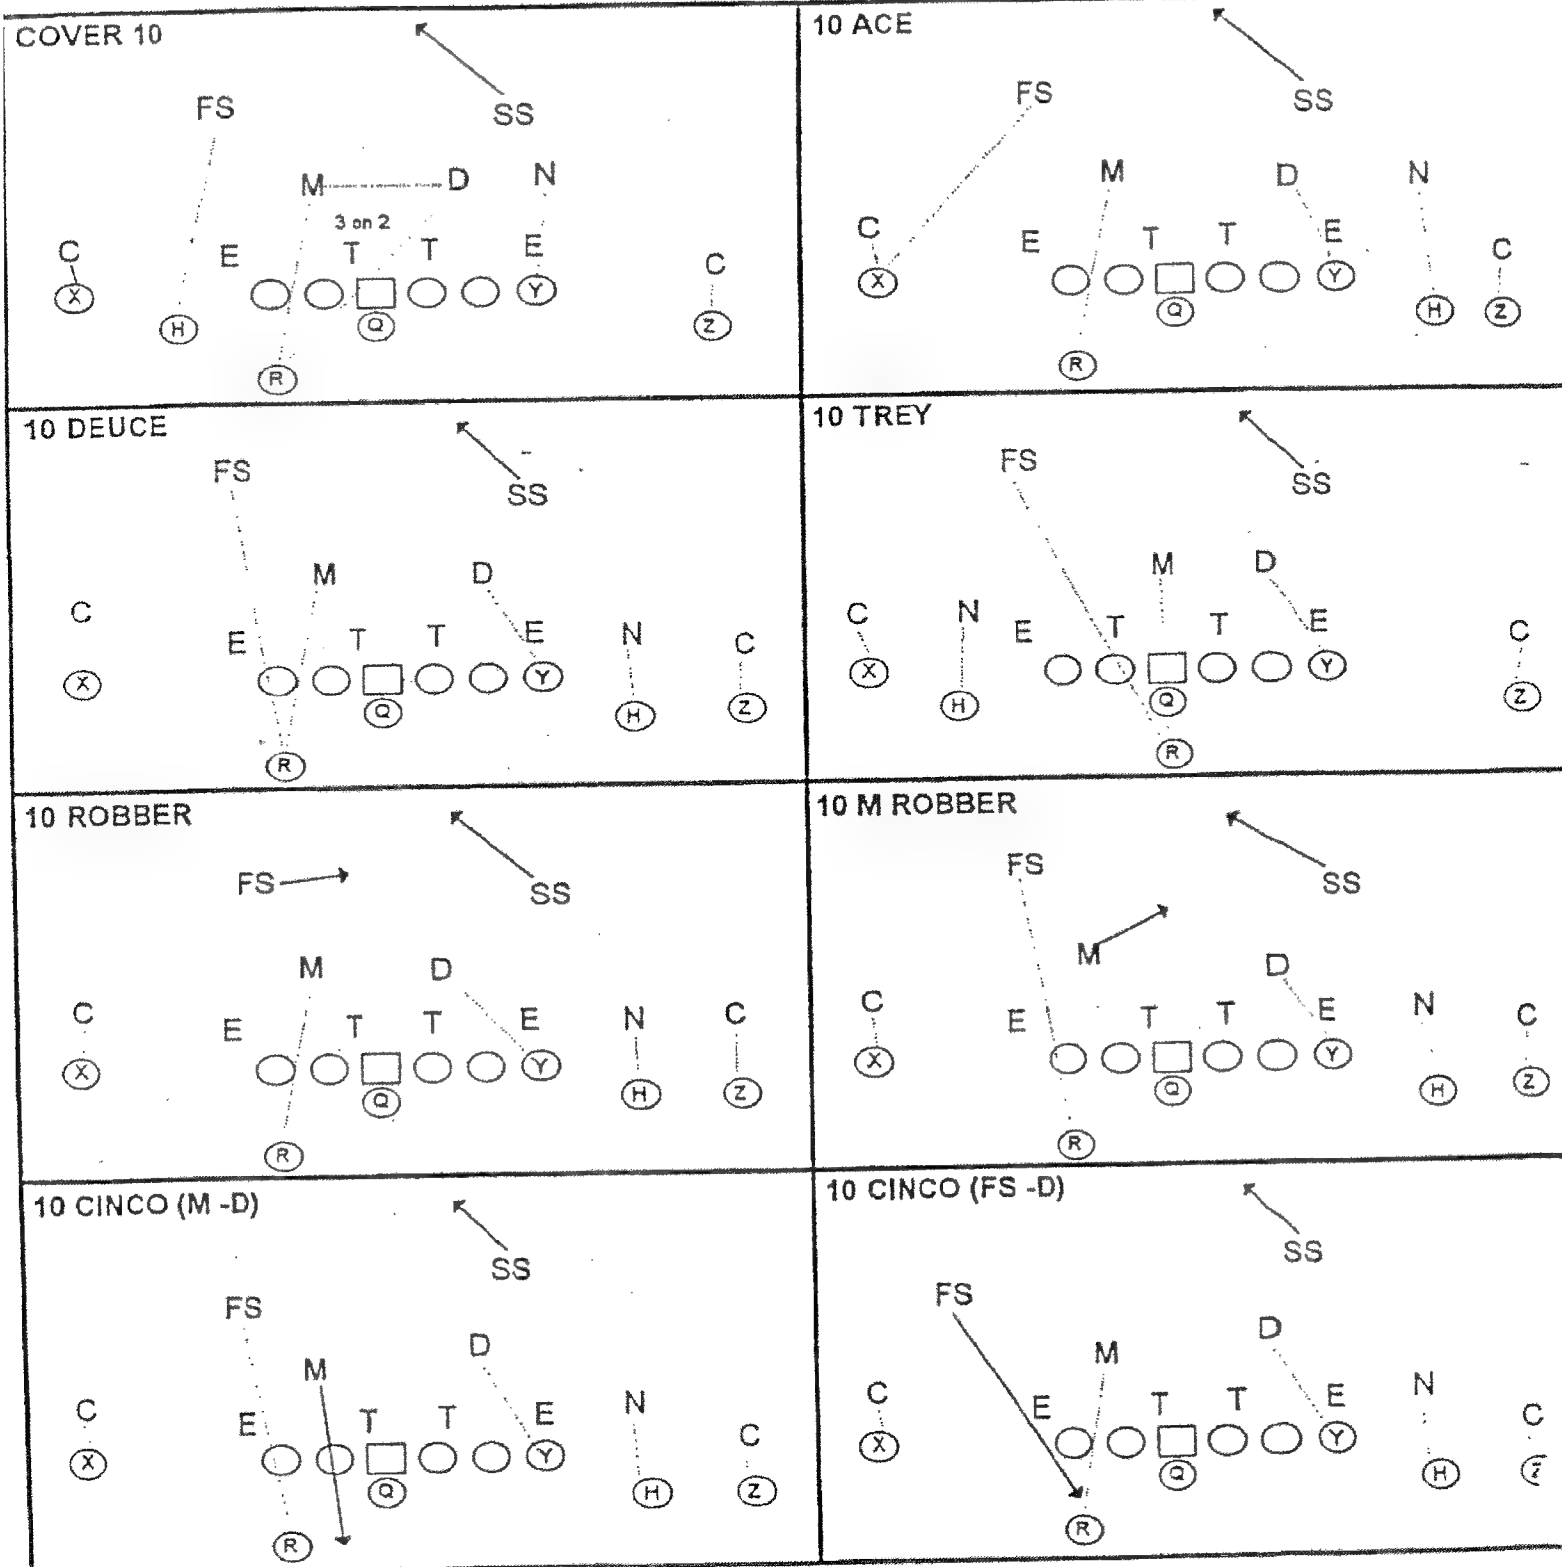 COVER 10
FS
SS
M D N
3 on 2
C E T T E C
X H Q Y Z
R
10 ACE
FS SS
M D N
C E T T E C
X Q Y H Z
R
10 DEUCE
FS
SS
M D
C E T T E N C
X Q Y H Z
R
10 TREY
FS
SS
M D
C N E T T E C
X H Q Y Z
R
10 ROBBER
FS SS
M D
C E T T E N C
X Q Y H Z
R
10 M ROBBER
FS
SS
M D
C E T T E N C
X Q Y H Z
R
10 CINCO (M -D)
SS
FS
M D
C E T T E N C
X Q Y H Z
R
10 CINCO (FS -D)
SS
FS
M D
C E T T E N C
X Q Y H Z
R